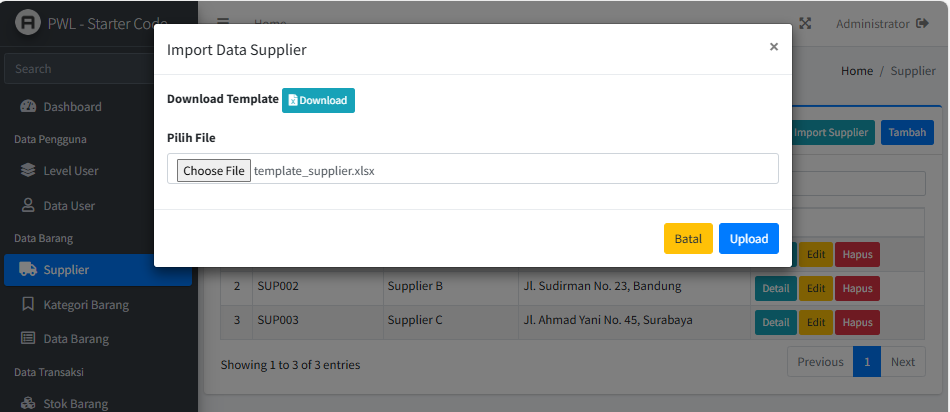 PWL - Starter Code
Home
Administrator
Search
Import Data Supplier
×
Home / Supplier
Dashboard
Download Template Download
Data Pengguna
Import Supplier
Tambah
Pilih File
Level User
Choose File template_supplier.xlsx
Data User
Data Barang
Batal
Upload
Supplier
Edit
Hapus
2 SUP002 Supplier B Jl. Sudirman No. 23, Bandung Detail Edit Hapus
Kategori Barang
3 SUP003 Supplier C Jl. Ahmad Yani No. 45, Surabaya Detail Edit Hapus
Data Barang
Showing 1 to 3 of 3 entries
Previous 1 Next
Data Transaksi
Stok Barang